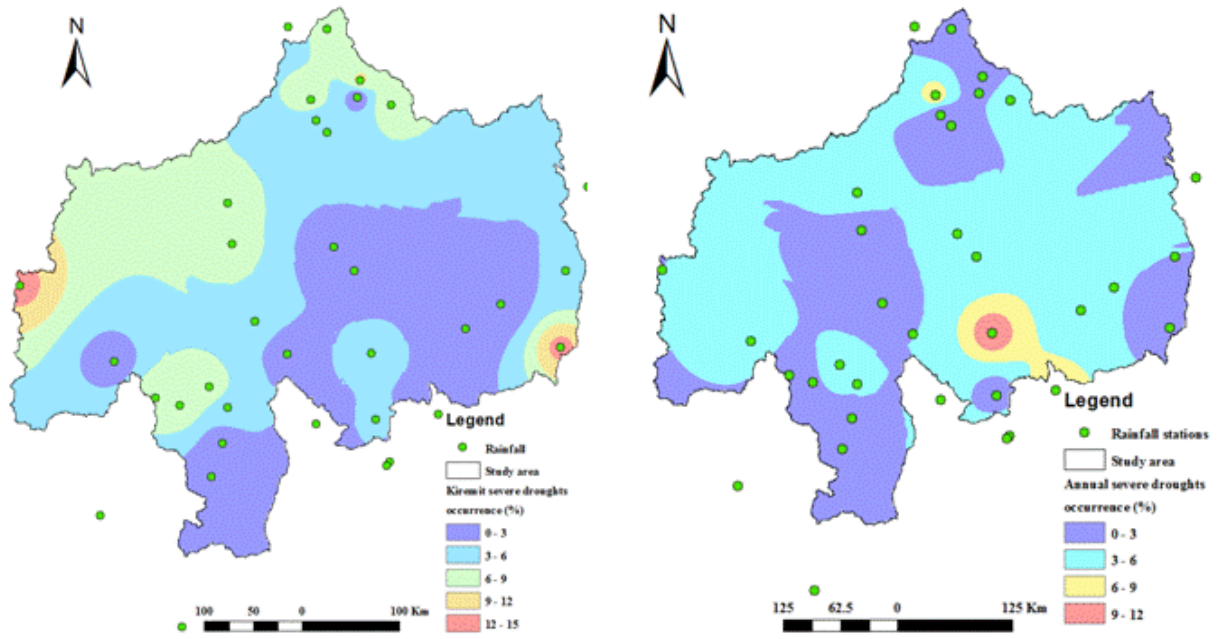 N
Legend
Rainfall
Study area
Kiremit severe droughts
occurrence (%)
0 - 3
3 - 6
6 - 9
9 - 12
12 - 15
100 50 0 100 Km
N
Legend
Rainfall stations
Study area
Annual severe droughts
occurrence (%)
0 - 3
3 - 6
6 - 9
9 - 12
125 62.5 0 125 Km